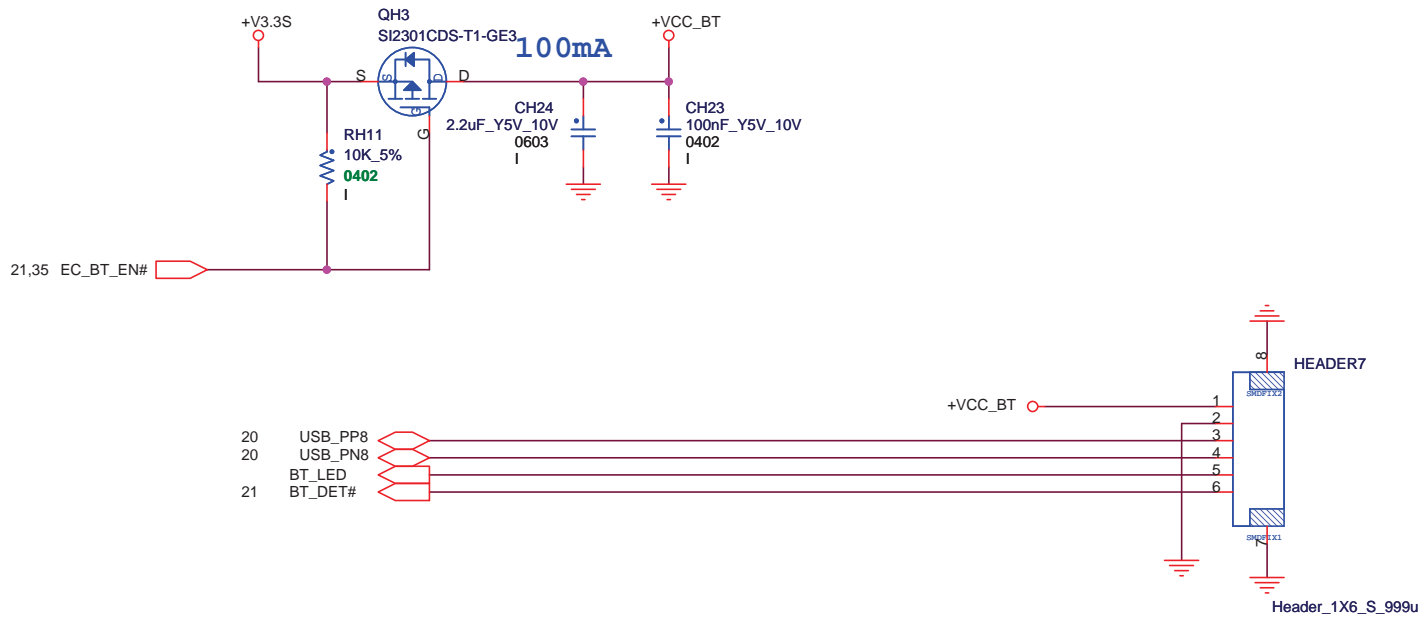 +V3.3S
QH3
SI2301CDS-T1-GE3
100mA
+VCC_BT
S
S
D
D
G
G
RH11
10K_5%
0402
I
CH24
2.2uF_Y5V_10V
0603
I
CH23
100nF_Y5V_10V
0402
I
21,35 EC_BT_EN#
8
HEADER7
SMDFIX2
+VCC_BT
1
2
20 USB_PP8
3
20 USB_PN8
4
BT_LED
5
21 BT_DET#
6
SMDFIX1
7
Header_1X6_S_999u